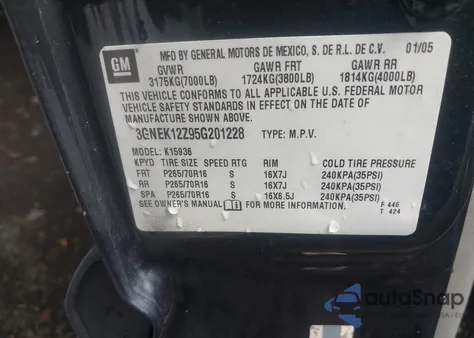 GM
MFD BY GENERAL MOTORS DE MEXICO, S. DE R.L. DE C.V. 01/05
GVWR GAWR FRT GAWR RR
3175KG(7000LB) 1724KG(3800LB) 1814KG(4000LB)
THIS VEHICLE CONFORMS TO ALL APPLICABLE U.S. FEDERAL MOTOR
VEHICLE SAFETY STANDARDS IN EFFECT ON THE DATE OF
MANUFACTURE SHOWN ABOVE.
3GNEK12Z95G201228 TYPE: M.P.V.
MODEL: K15936
KPYD TIRE SIZE SPEED RTG RIM COLD TIRE PRESSURE
FRT P265/70R16 S 16X7J 240KPA(35PSI)
RR P265/70R16 S 16X7J 240KPA(35PSI)
SPA P265/70R16 S 16X6.5J 240KPA(35PSI)
SEE OWNER'S MANUAL FOR MORE INFORMATION. F 446
T 424
autoSnap